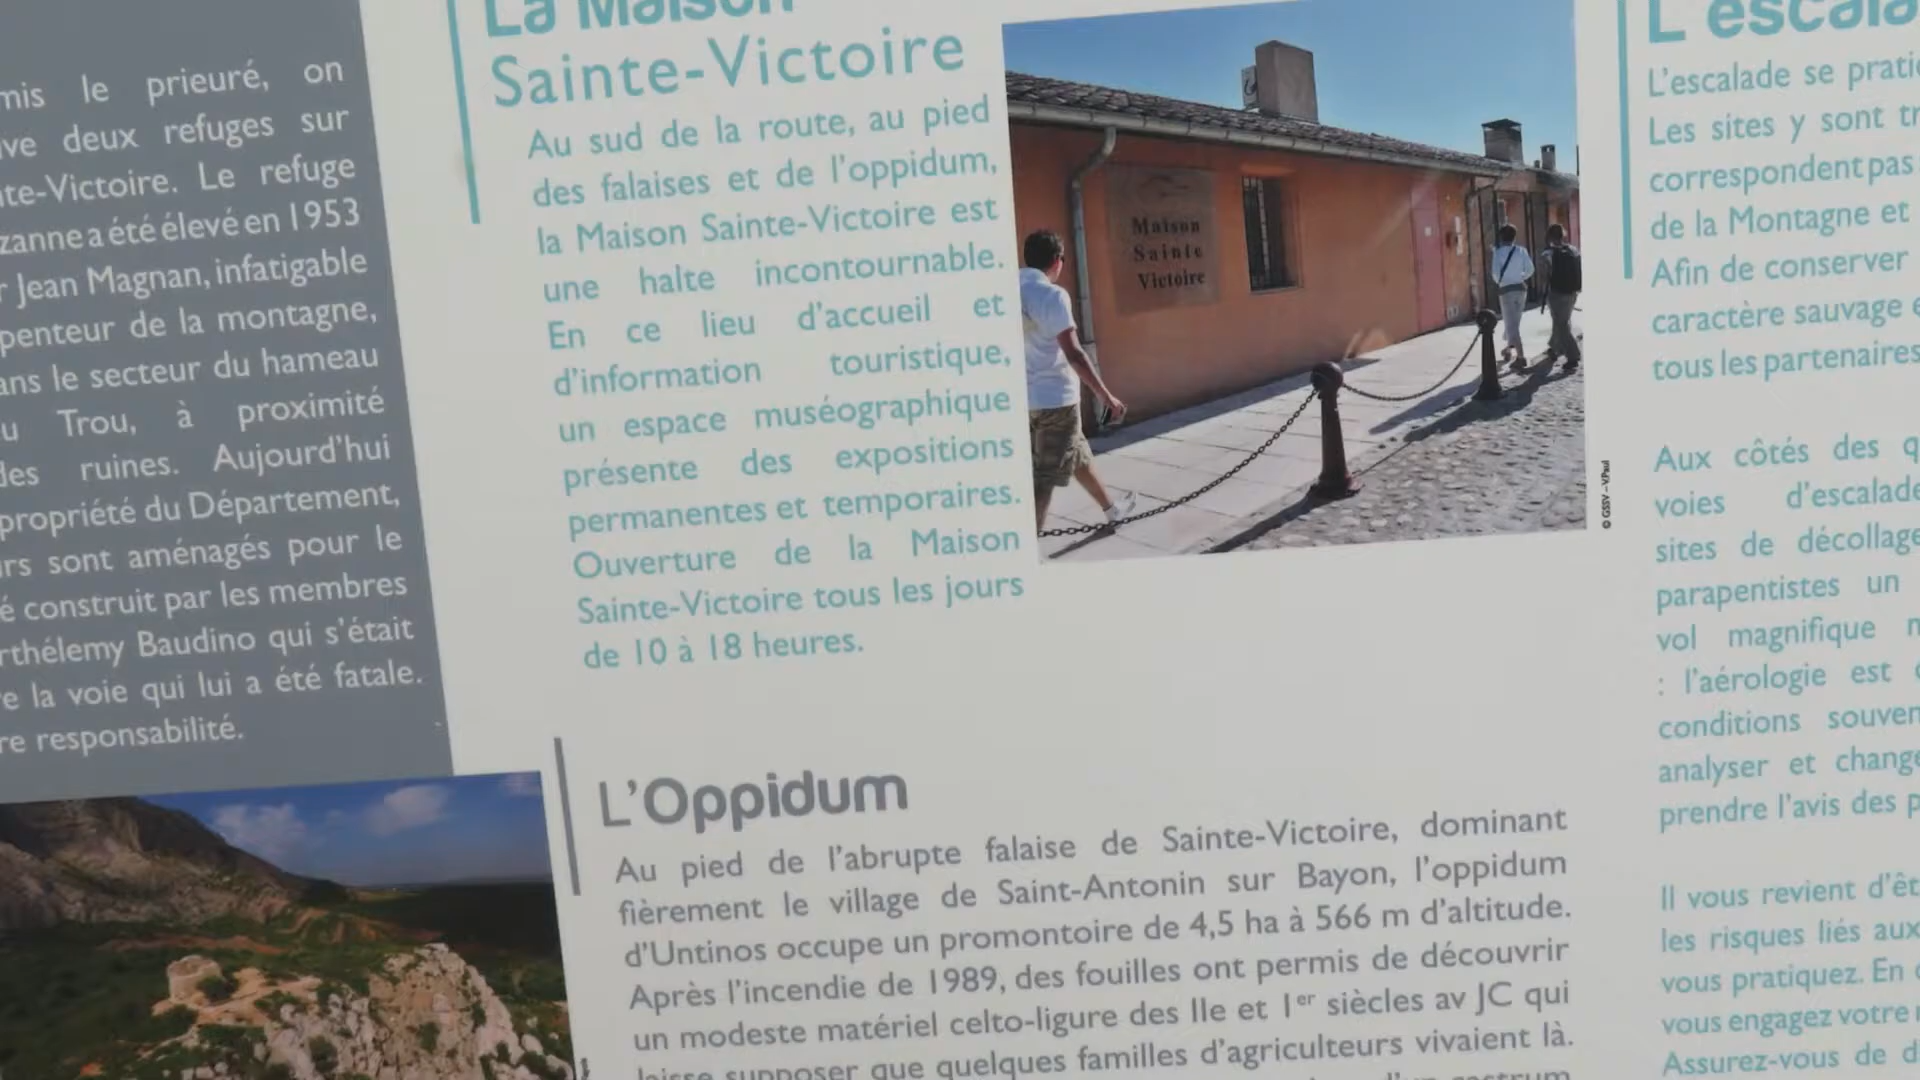 mis le prieuré, on
deux refuges sur
Le refuge
a été élevé en 1953
Jean Magnan, infatigable
de la montagne,
le secteur du hameau
Trou, à proximité
des ruines. Aujourd'hui
propriété du Département,
sont aménagés pour le
construit par les membres
Baudino qui s'était
la voie qui lui a été fatale.
responsabilité.
La Maison
Sainte-Victoire
Au sud de la route, au pied
des falaises et de l'oppidum,
la Maison Sainte-Victoire est
une halte incontournable.
En ce lieu d'accueil et
d'information touristique,
un espace muséographique
présente des expositions
permanentes et temporaires.
Ouverture de la Maison
Sainte-Victoire tous les jours
de 10 à 18 heures.
Maison
Sainte
Victoire
© GSSV – V.Paul
L'Oppidum
Au pied de l'abrupte falaise de Sainte-Victoire, dominant
fièrement le village de Saint-Antonin sur Bayon, l'oppidum
d'Untinos occupe un promontoire de 4,5 ha à 566 m d'altitude.
Après l'incendie de 1989, des fouilles ont permis de découvrir
un modeste matériel celto-ligure des IIe et 1er siècles av JC qui
laisse supposer que quelques familles d'agriculteurs vivaient là.
L'escala
L'escalade se prati
Les sites y sont tr
correspondent pas
de la Montagne et
Afin de conserver
caractère sauvage
tous les partenaires
Aux côtés des q
voies d'escalade
sites de décollage
parapentistes un
vol magnifique
: l'aérologie est
conditions souven
analyser et change
prendre l'avis des p
Il vous revient d'êt
les risques liés aux
vous pratiquez. En
vous engagez votre
Assurez-vous de d